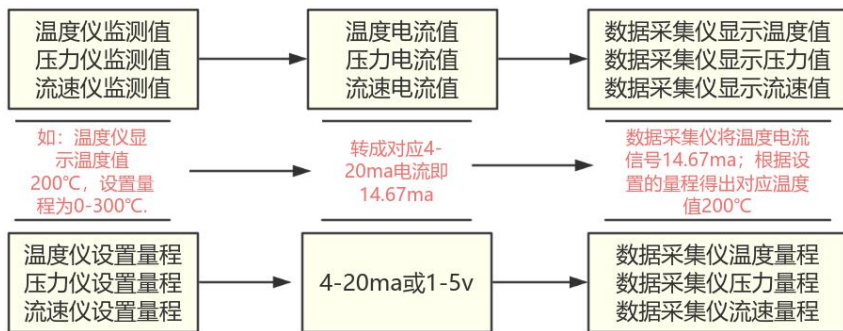 温度仪监测值
压力仪监测值
流速仪监测值
温度电流值
压力电流值
流速电流值
数据采集仪显示温度值
数据采集仪显示压力值
数据采集仪显示流速值
如：温度仪显
示温度值
200℃，设置量
程为0-300℃.
转成对应4-
20ma电流即
14.67ma
数据采集仪将温度电流
信号14.67ma；根据设
置的量程得出对应温度
值200℃
温度仪设置量程
压力仪设置量程
流速仪设置量程
4-20ma或1-5v
数据采集仪温度量程
数据采集仪压力量程
数据采集仪流速量程